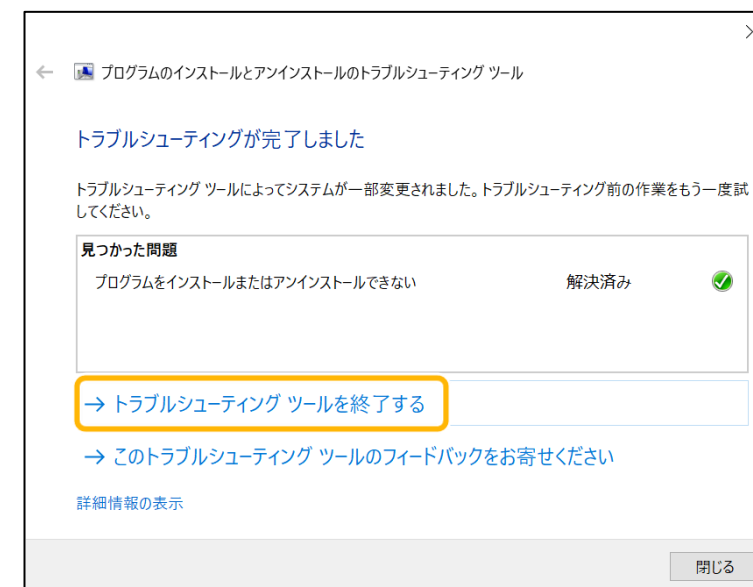 プログラムのインストールとアンインストールのトラブルシューティング ツール
トラブルシューティングが完了しました
トラブルシューティング ツールによってシステムが一部変更されました。トラブルシューティング前の作業をもう一度試
してください。
見つかった問題
プログラムをインストールまたはアンインストールできない 解決済み
→ トラブルシューティング ツールを終了する
→ このトラブルシューティング ツールのフィードバックをお寄せください
詳細情報の表示
閉じる